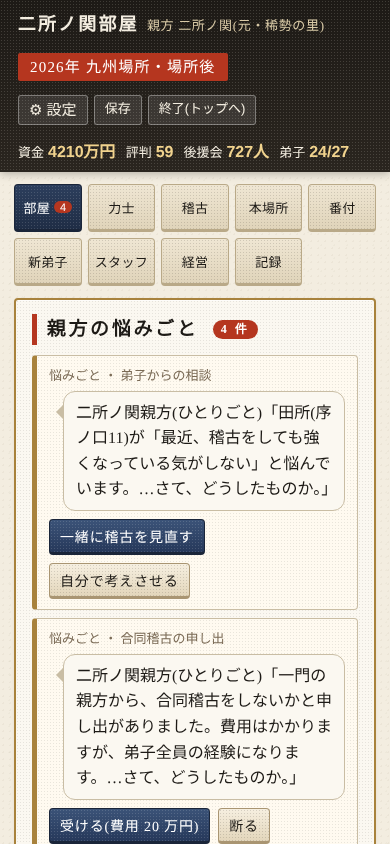 二所ノ関部屋 親方 二所ノ関(元・稀勢の里)
2026年 九州場所・場所後
⚙ 設定 保存 終了(トップへ)
資金 4210万円 評判 59 後援会 727人 弟子 24/27
部屋 4 力士 稽古 本場所 番付
新弟子 スタッフ 経営 記録
親方の悩みごと 4 件
悩みごと ・ 弟子からの相談
二所ノ関親方(ひとりごと)「田所(序
ノ口11)が「最近、稽古をしても強
くなっている気がしない」と悩んで
います。…さて、どうしたものか。」
一緒に稽古を見直す
自分で考えさせる
悩みごと ・ 合同稽古の申し出
二所ノ関親方(ひとりごと)「一門の
親方から、合同稽古をしないかと申
し出がありました。費用はかかりま
すが、弟子全員の経験になりま
す。…さて、どうしたものか。」
受ける(費用 20 万円) 断る